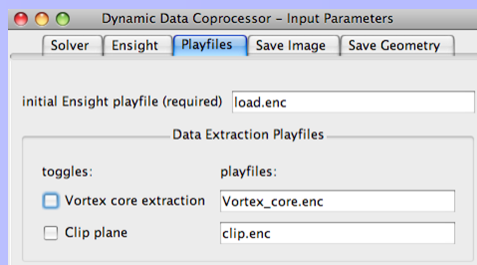 Dynamic Data Coprocessor - Input Parameters
Solver Ensight Playfiles Save Image Save Geometry
initial Ensight playfile (required) load.enc
Data Extraction Playfiles
toggles: playfiles:
Vortex core extraction Vortex_core.enc
Clip plane clip.enc